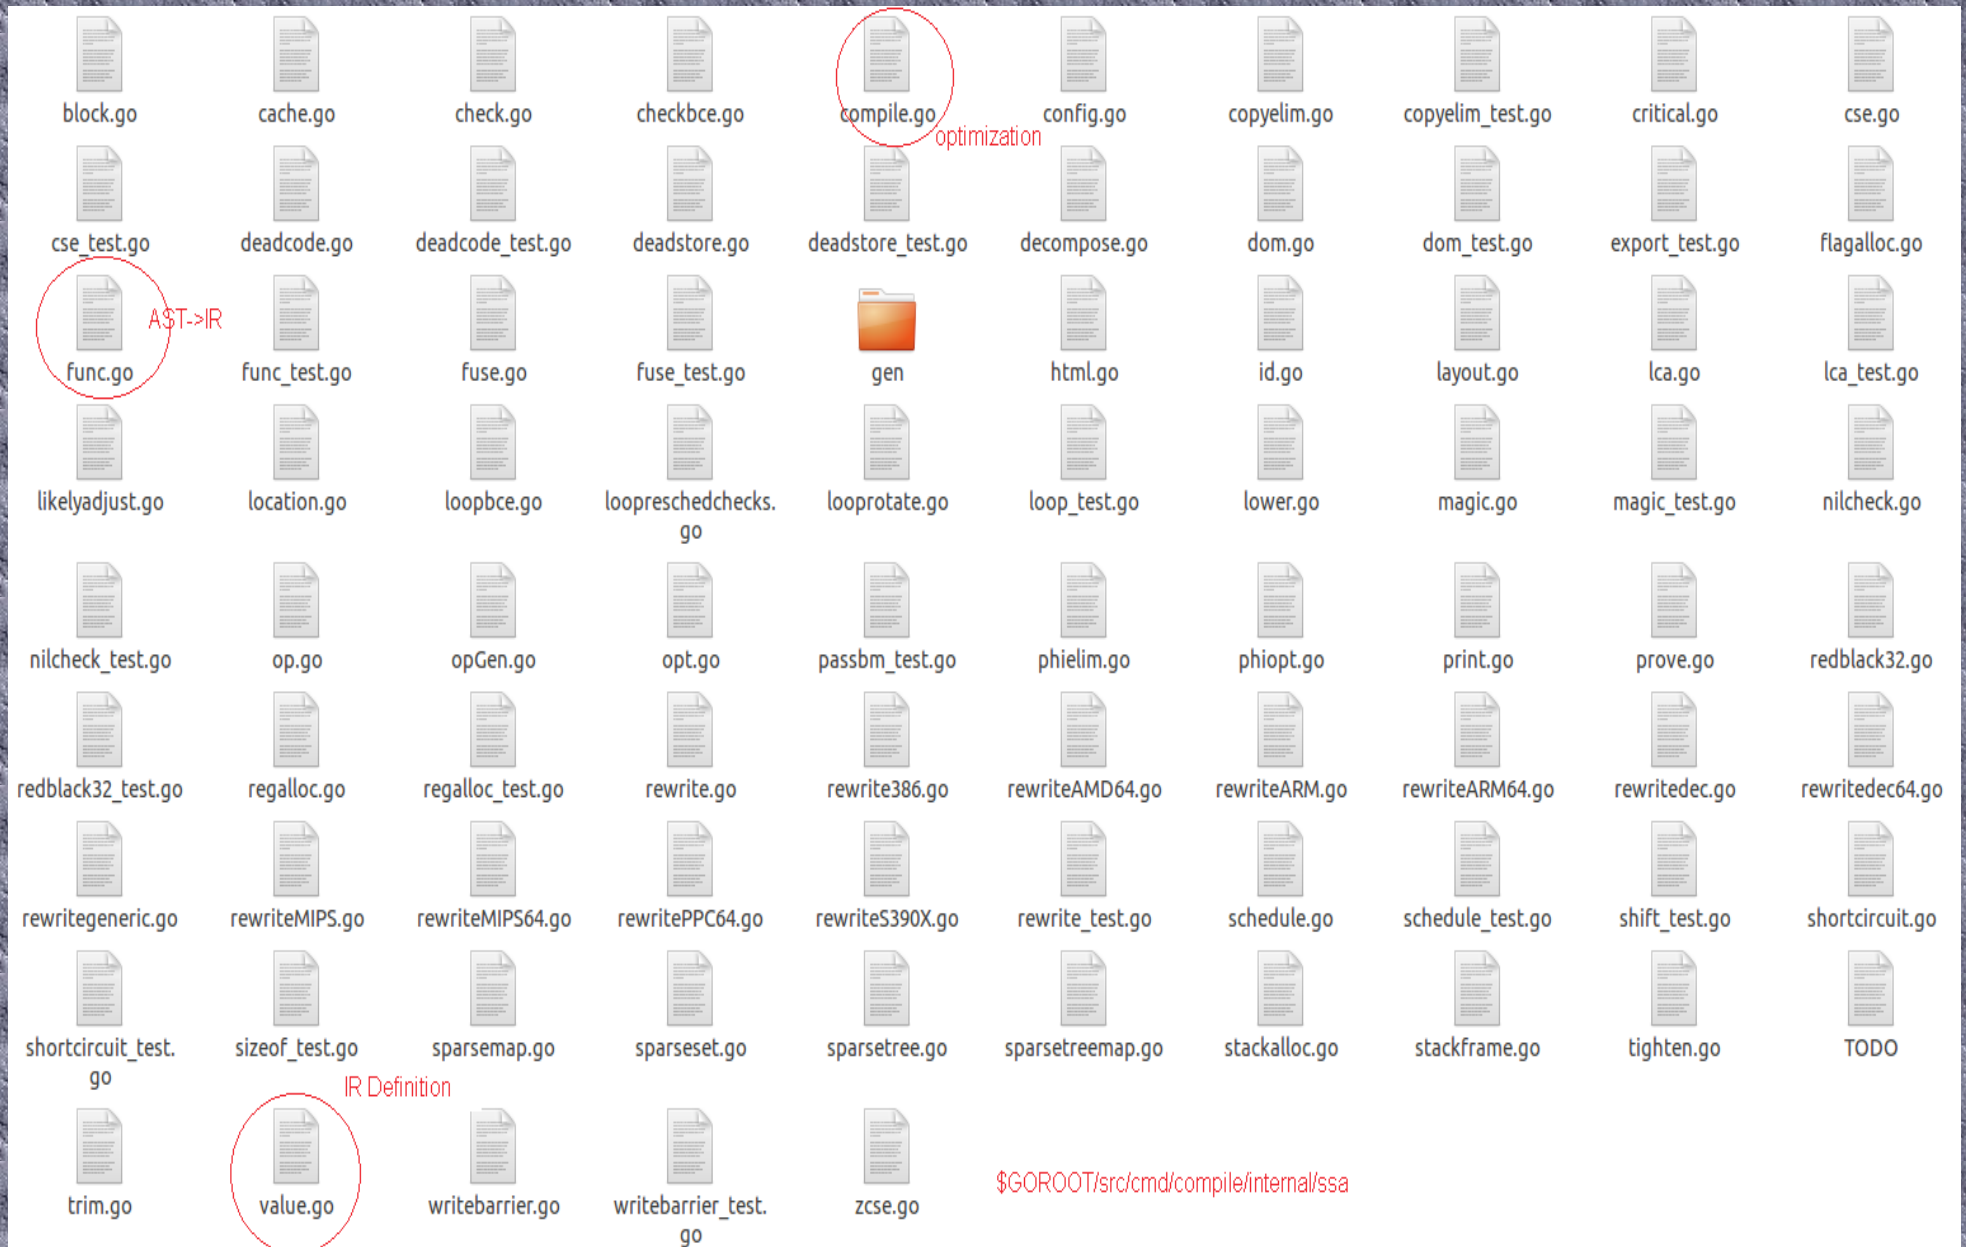 block.go
cache.go
check.go
checkbce.go
compile.go
config.go
copyelim.go
copyelim_test.go
critical.go
cse.go
optimization
cse_test.go
deadcode.go
deadcode_test.go
deadstore.go
deadstore_test.go
decompose.go
dom.go
dom_test.go
export_test.go
flagalloc.go
AST->IR
func.go
func_test.go
fuse.go
fuse_test.go
gen
html.go
id.go
layout.go
lca.go
lca_test.go
likelyadjust.go
location.go
loopbce.go
loopreschedchecks.
go
looprotate.go
loop_test.go
lower.go
magic.go
magic_test.go
nilcheck.go
nilcheck_test.go
op.go
opGen.go
opt.go
passbm_test.go
phielim.go
phiopt.go
print.go
prove.go
redblack32.go
redblack32_test.go
regalloc.go
regalloc_test.go
rewrite.go
rewrite386.go
rewriteAMD64.go
rewriteARM.go
rewriteARM64.go
rewritedec.go
rewritedec64.go
rewritegeneric.go
rewriteMIPS.go
rewriteMIPS64.go
rewritePPC64.go
rewriteS390X.go
rewrite_test.go
schedule.go
schedule_test.go
shift_test.go
shortcircuit.go
shortcircuit_test.
go
sizeof_test.go
sparsemap.go
sparseset.go
sparsetree.go
sparsetreemap.go
stackalloc.go
stackframe.go
tighten.go
TODO
IR Definition
trim.go
value.go
writebarrier.go
writebarrier_test.
go
zcse.go
$GOROOT/src/cmd/compile/internal/ssa